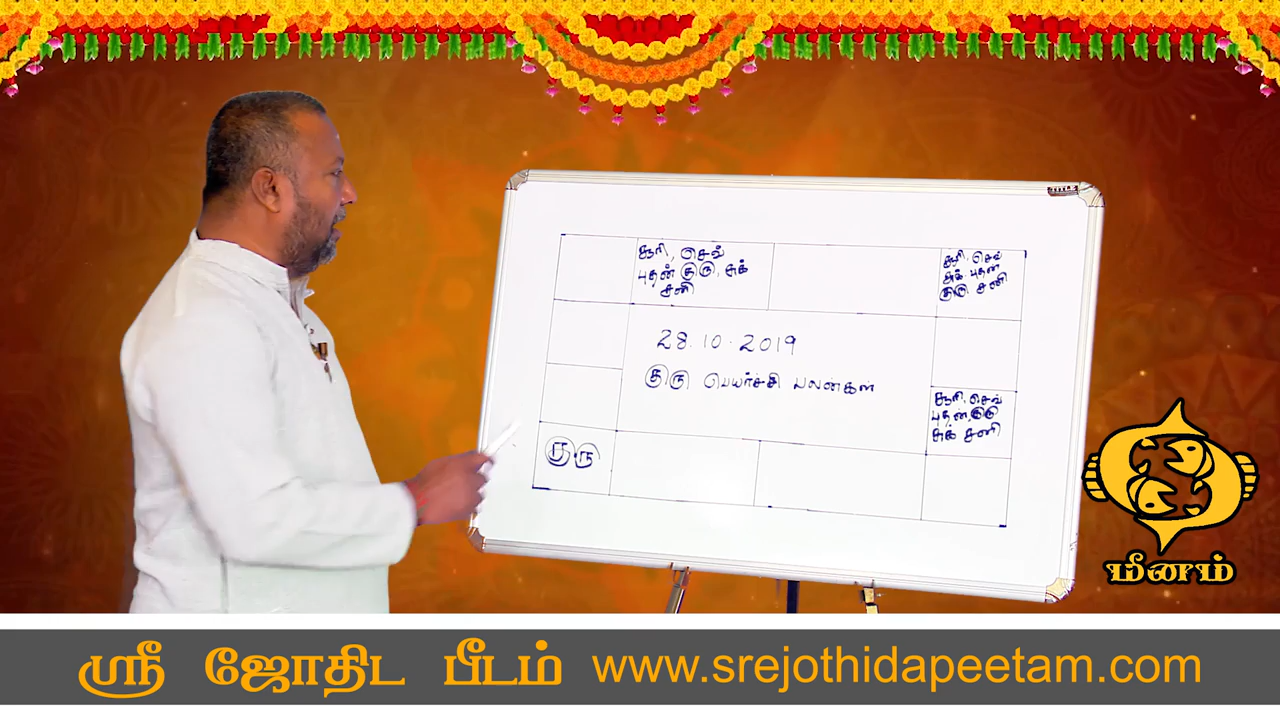 சூரி, செவ்
புதன் குரு, சுக்
சனி
சூரி, செவ்
சுக் புதன்
குரு சனி
28.10.2019
குரு பெயர்ச்சி பலன்கள்
சூரி, செவ்
புதன், குரு
சுக் சனி
குரு
மீனம்
ஸ்ரீ ஜோதிட பீடம் www.srejothidapeetam.com